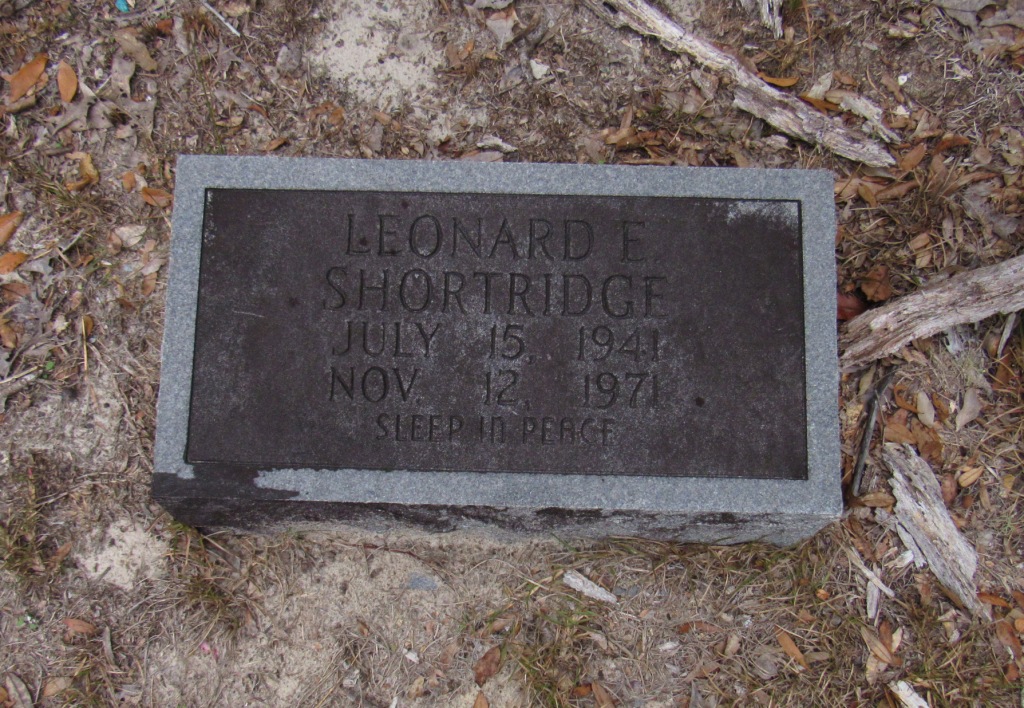 LEONARD E.
SHORTRIDGE
JULY 15, 1941
NOV. 12, 1971
SLEEP IN PEACE